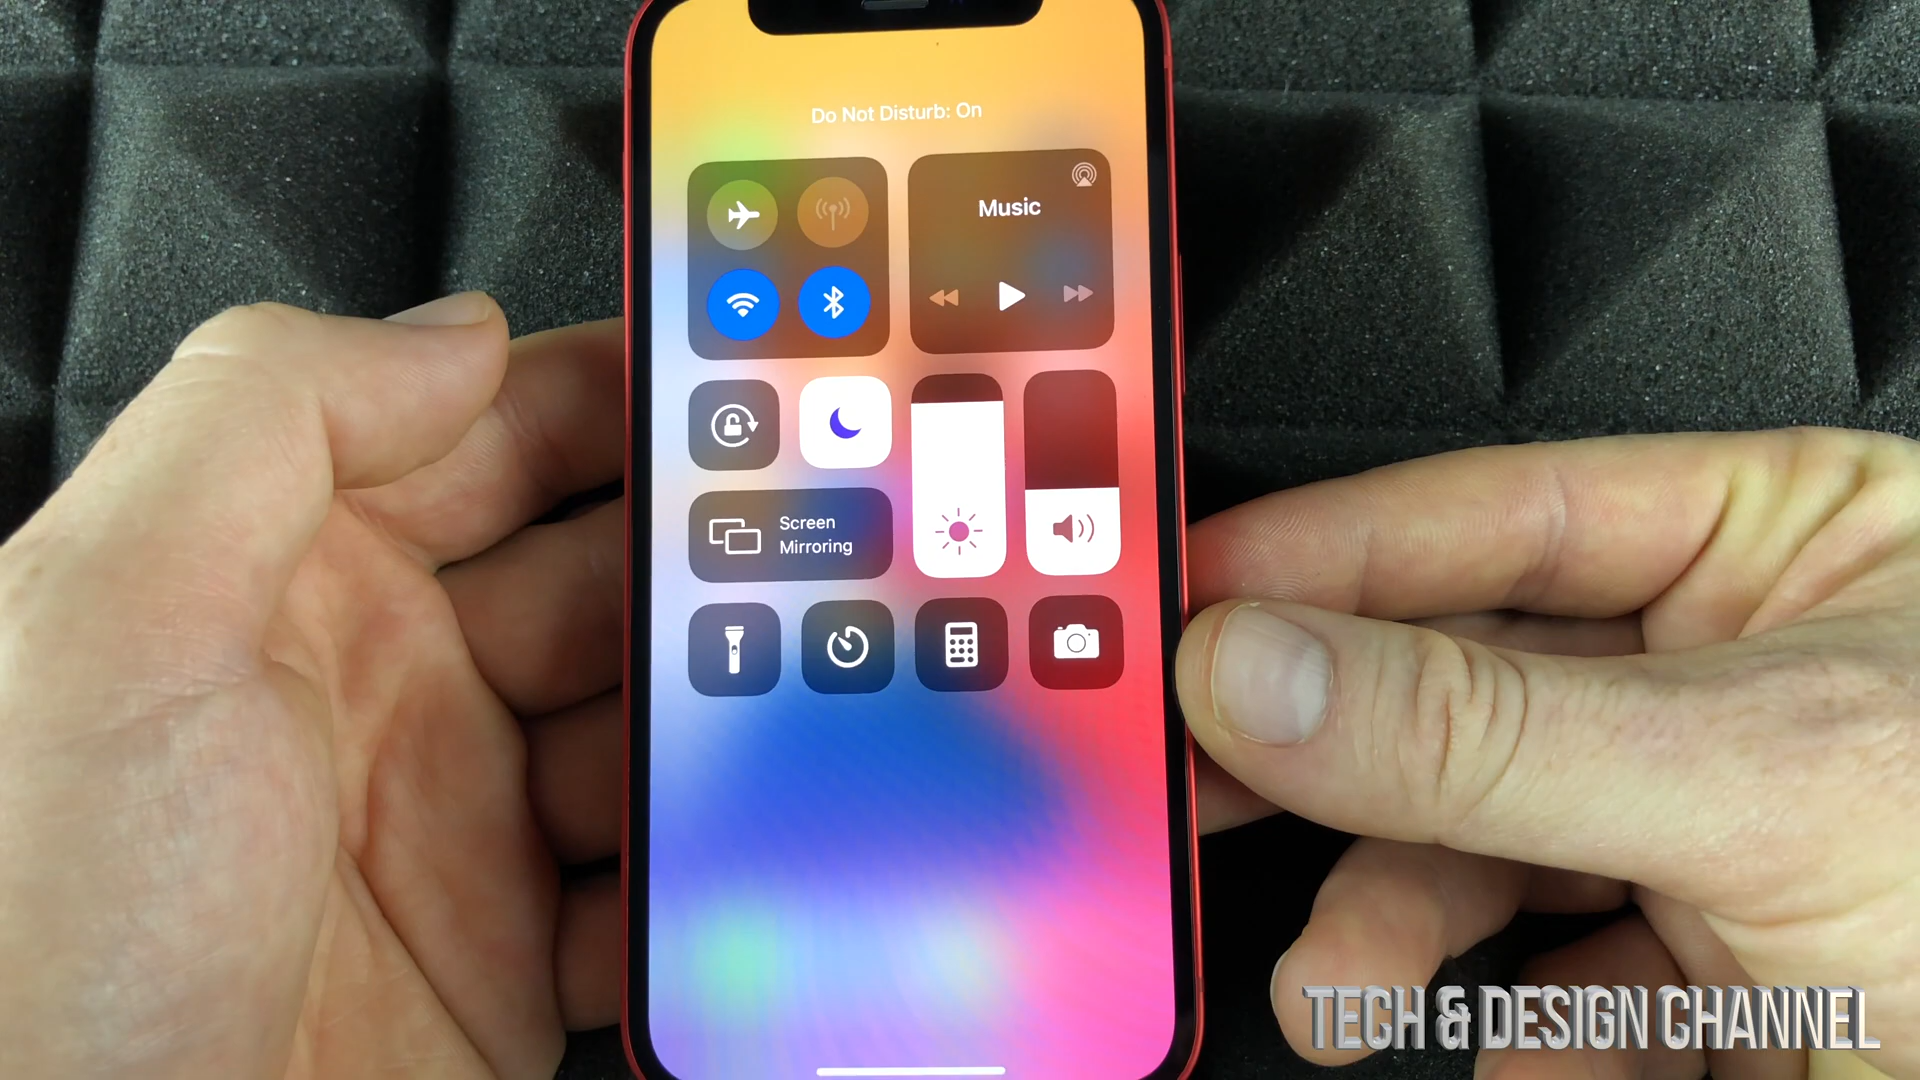 Do Not Disturb: On
Music
Screen
Mirroring
TECH & DESIGN CHANNEL